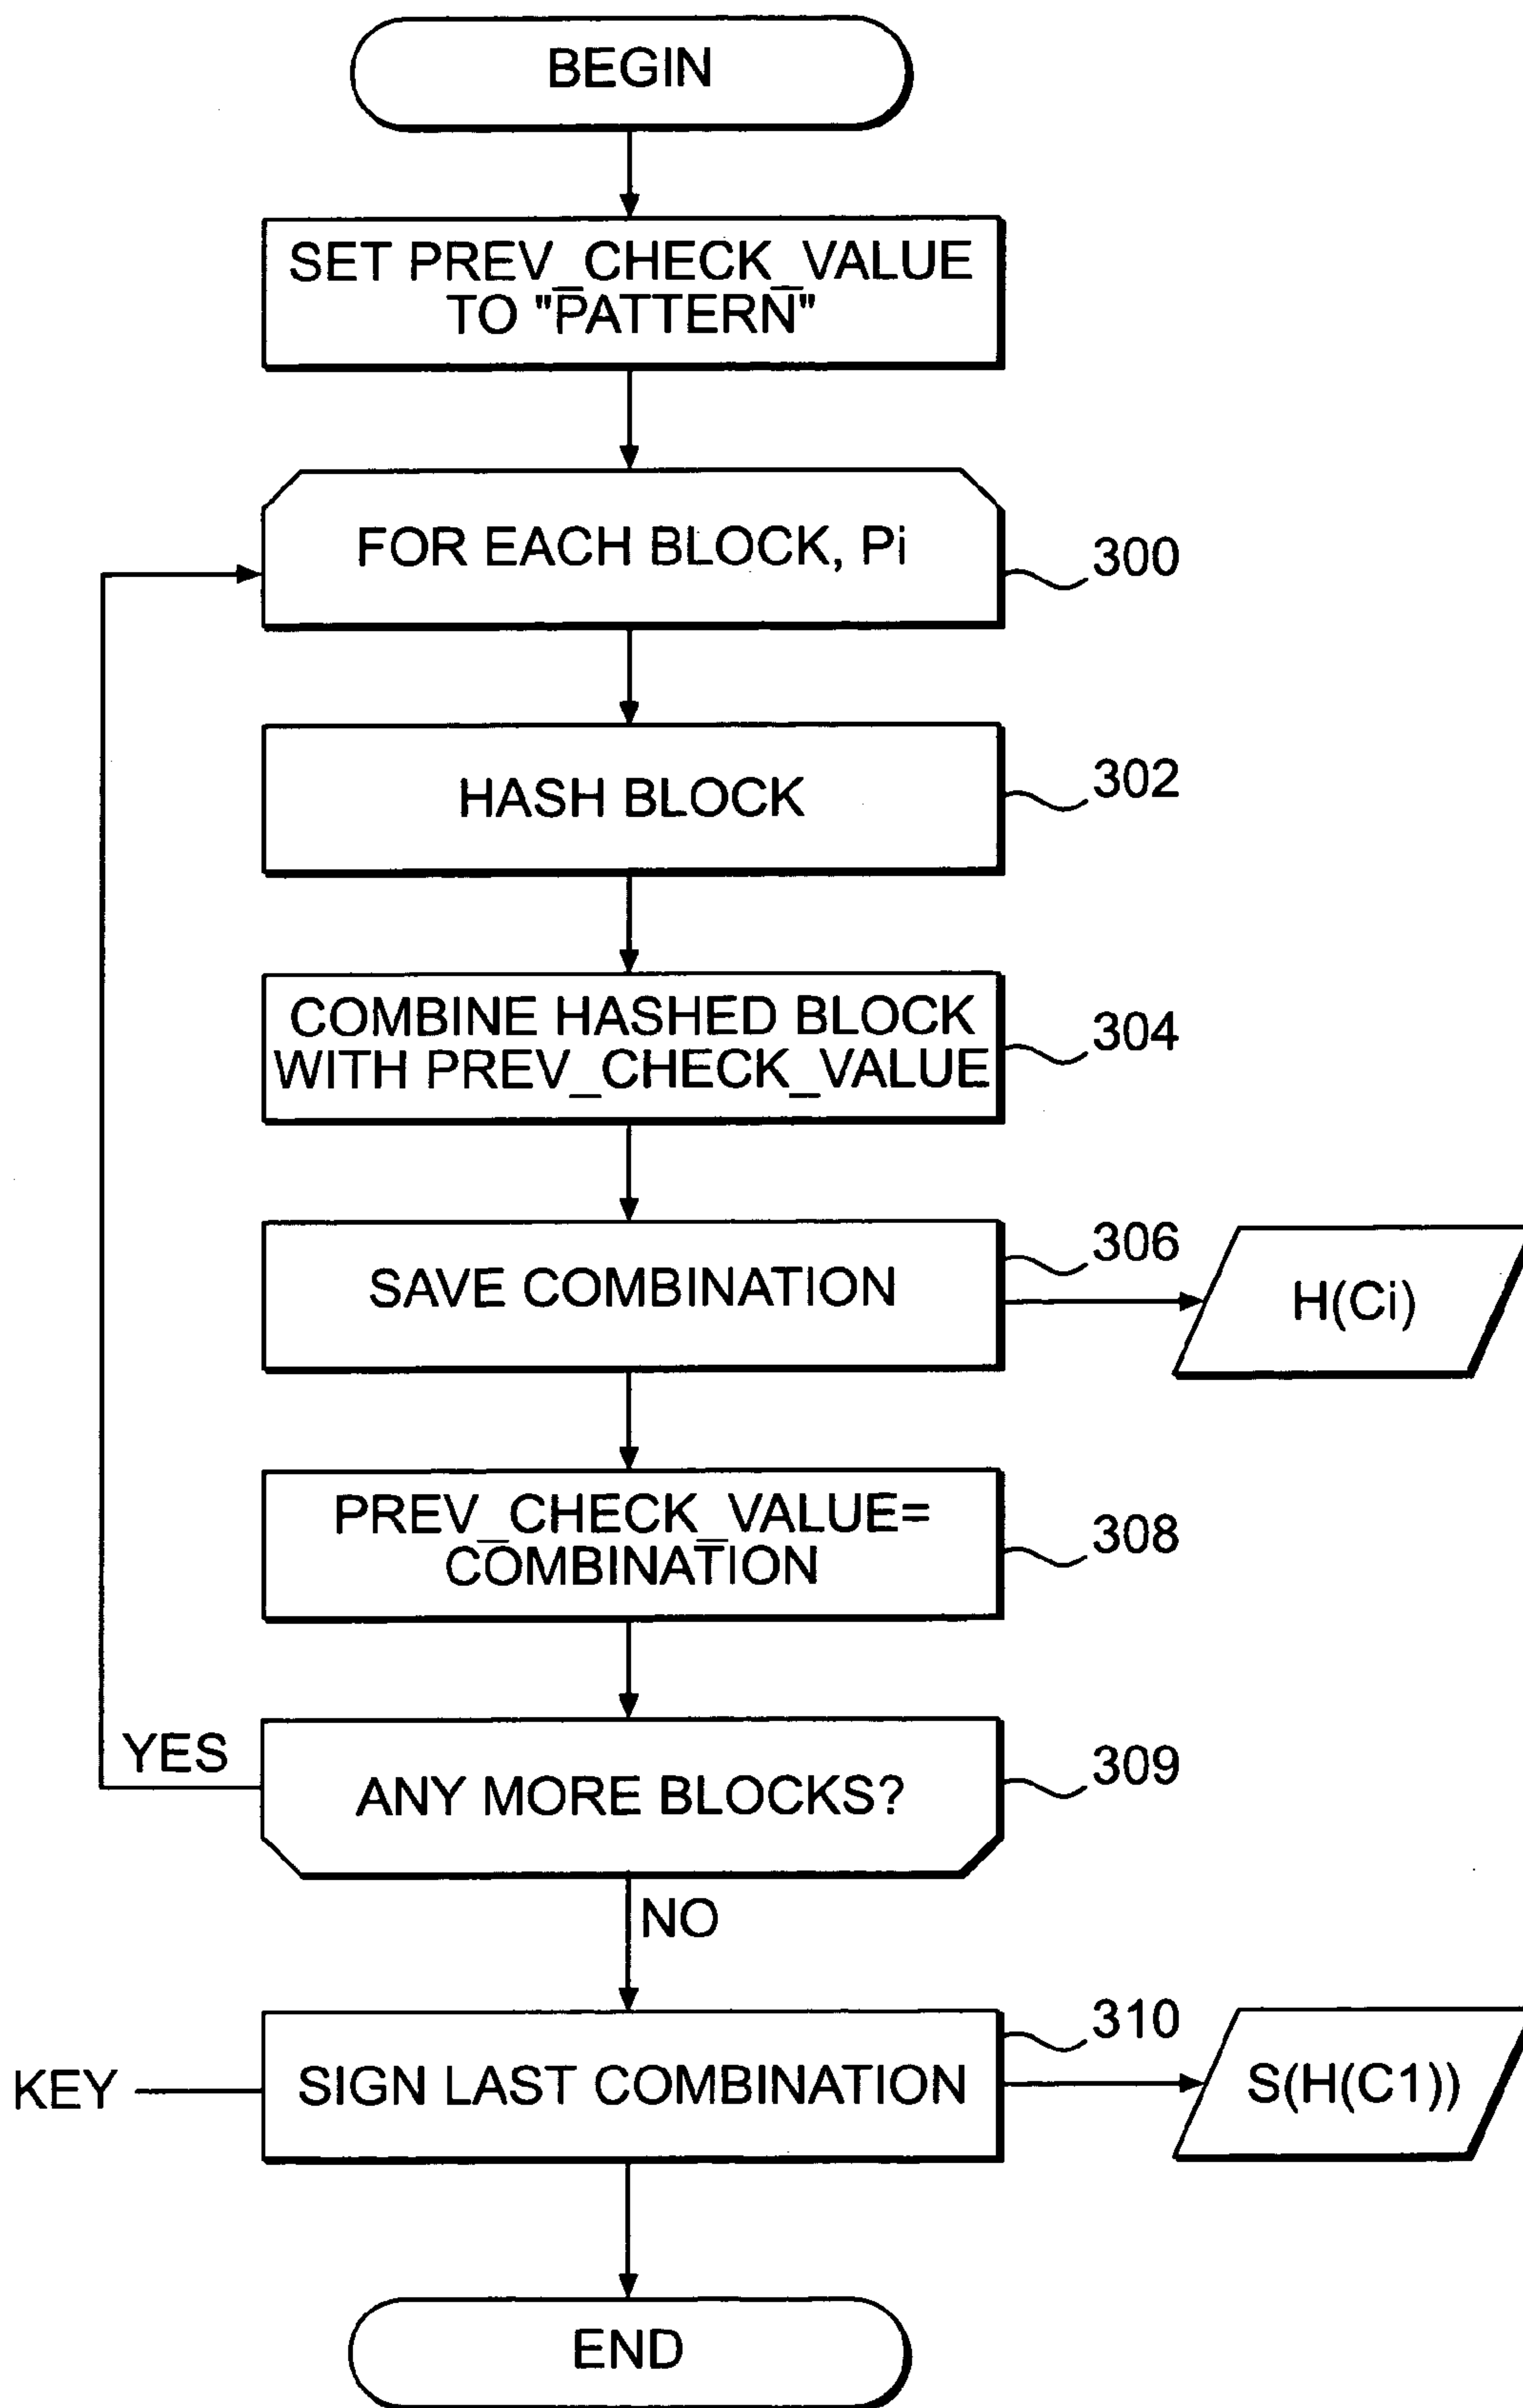 BEGIN
SET PREV_CHECK_VALUE
TO "PATTERN"
FOR EACH BLOCK, Pi
300
HASH BLOCK
302
COMBINE HASHED BLOCK
WITH PREV_CHECK_VALUE
304
SAVE COMBINATION
306
H(Ci)
PREV_CHECK_VALUE=
COMBINATION
308
YES
ANY MORE BLOCKS?
309
NO
KEY
SIGN LAST COMBINATION
310
S(H(C1))
END